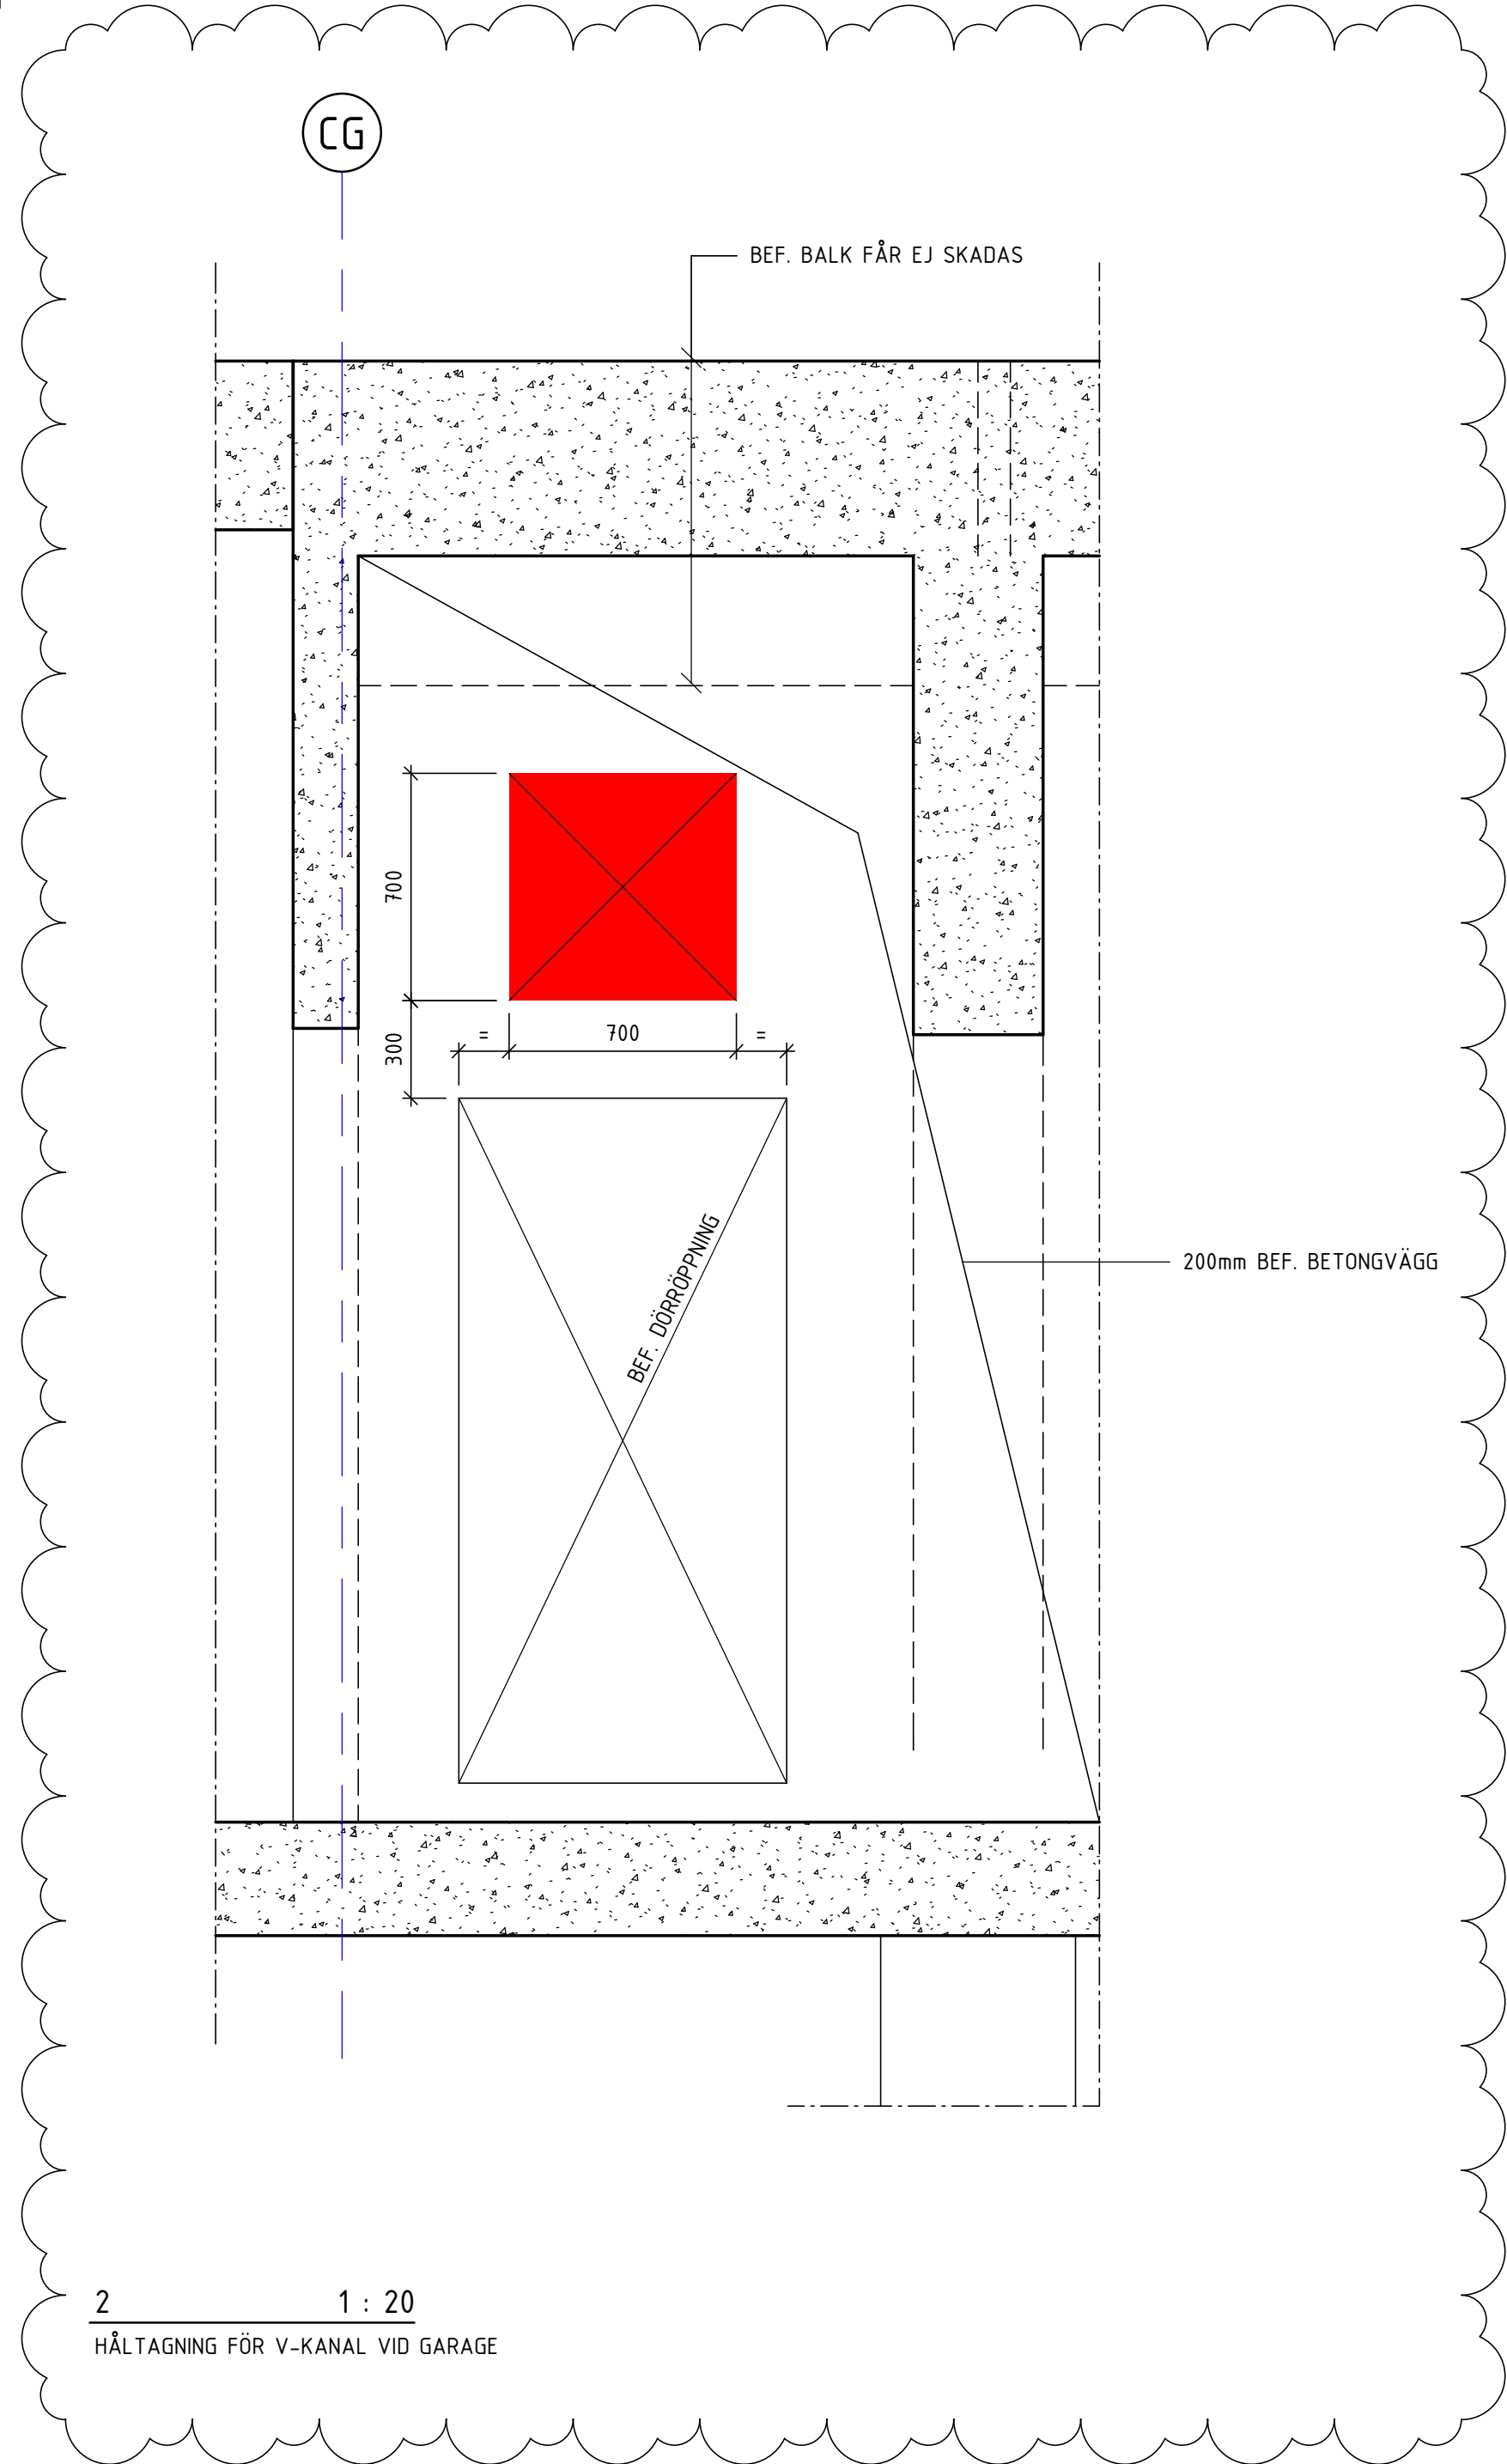 CG
BEF. BALK FÅR EJ SKADAS
700
300
= 700 =
BEF. DÖRRÖPPNING
200mm BEF. BETONGVÄGG
2 1 : 20
HÅLTAGNING FÖR V-KANAL VID GARAGE